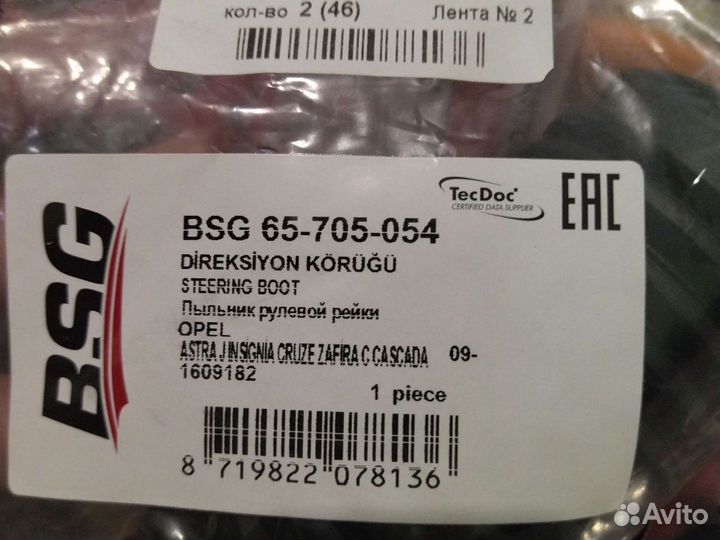 кол-во 2 (46) Лента № 2
BSG
TecDoc
CERTIFIED DATA SUPPLIER
EAC
BSG 65-705-054
DİREKSİYON KÖRÜĞÜ
STEERING BOOT
Пыльник рулевой рейки
OPEL
ASTRA J INSIGNIA CRUZE ZAFIRA C CASCADA 09-
1609182
1 piece
8 719822 078136
Avito